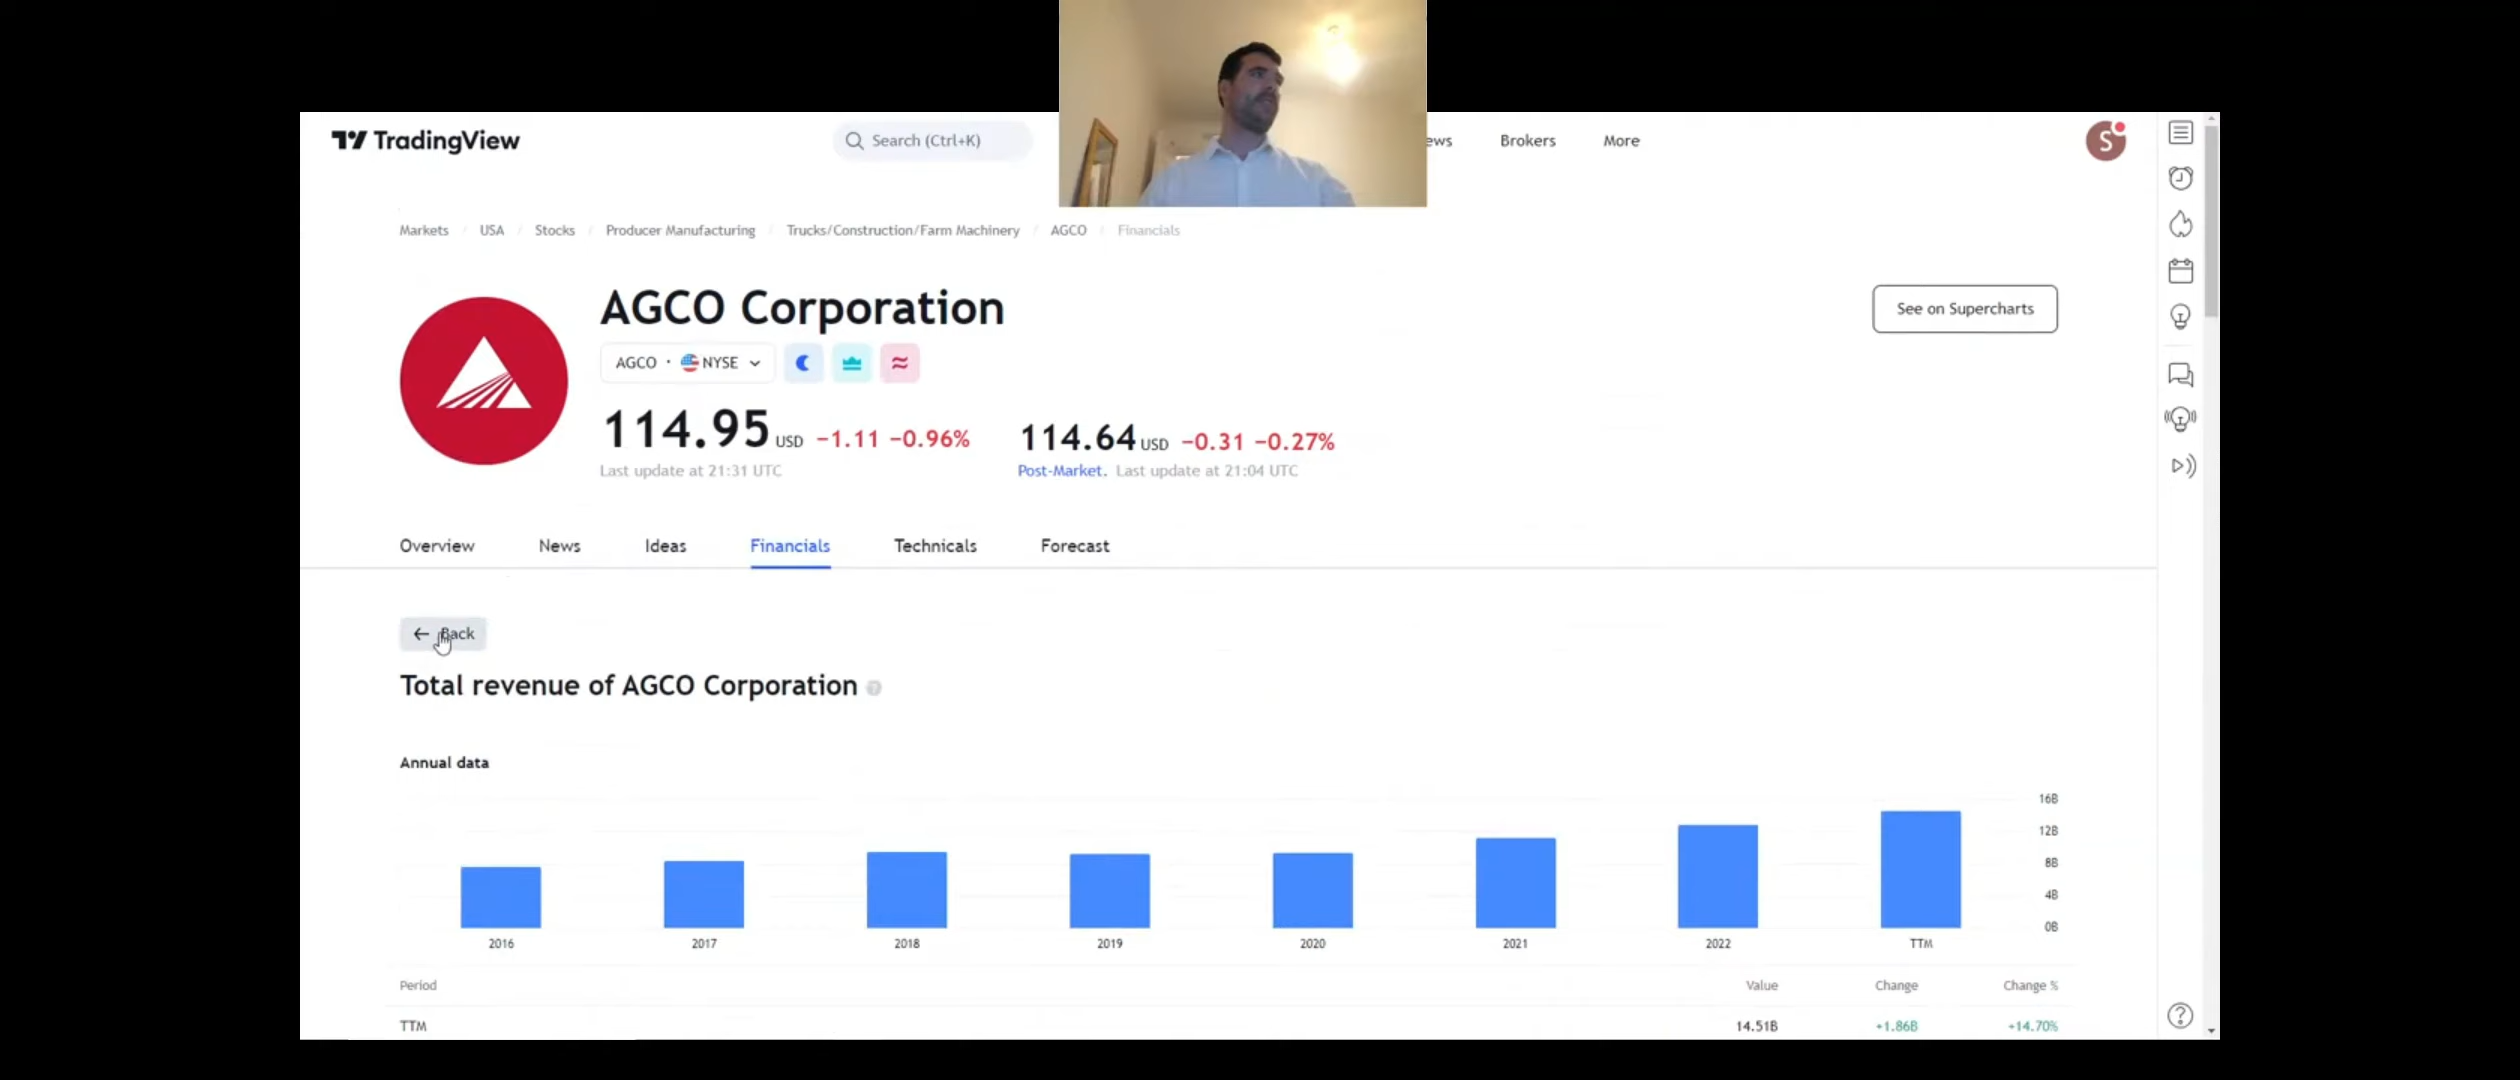 TradingView
Search (Ctrl+K)
ews
Brokers
More
S
Markets / USA / Stocks / Producer Manufacturing / Trucks/Construction/Farm Machinery / AGCO / Financials
AGCO Corporation
See on Supercharts
AGCO · NYSE
114.95 USD −1.11 −0.96%
114.64 USD −0.31 −0.27%
Last update at 21:31 UTC
Post-Market. Last update at 21:04 UTC
Overview
News
Ideas
Financials
Technicals
Forecast
← Back
Total revenue of AGCO Corporation ?
Annual data
16B
12B
8B
4B
0B
2016 2017 2018 2019 2020 2021 2022 TTM
Period Value Change Change %
TTM 14.51B +1.86B +14.70%